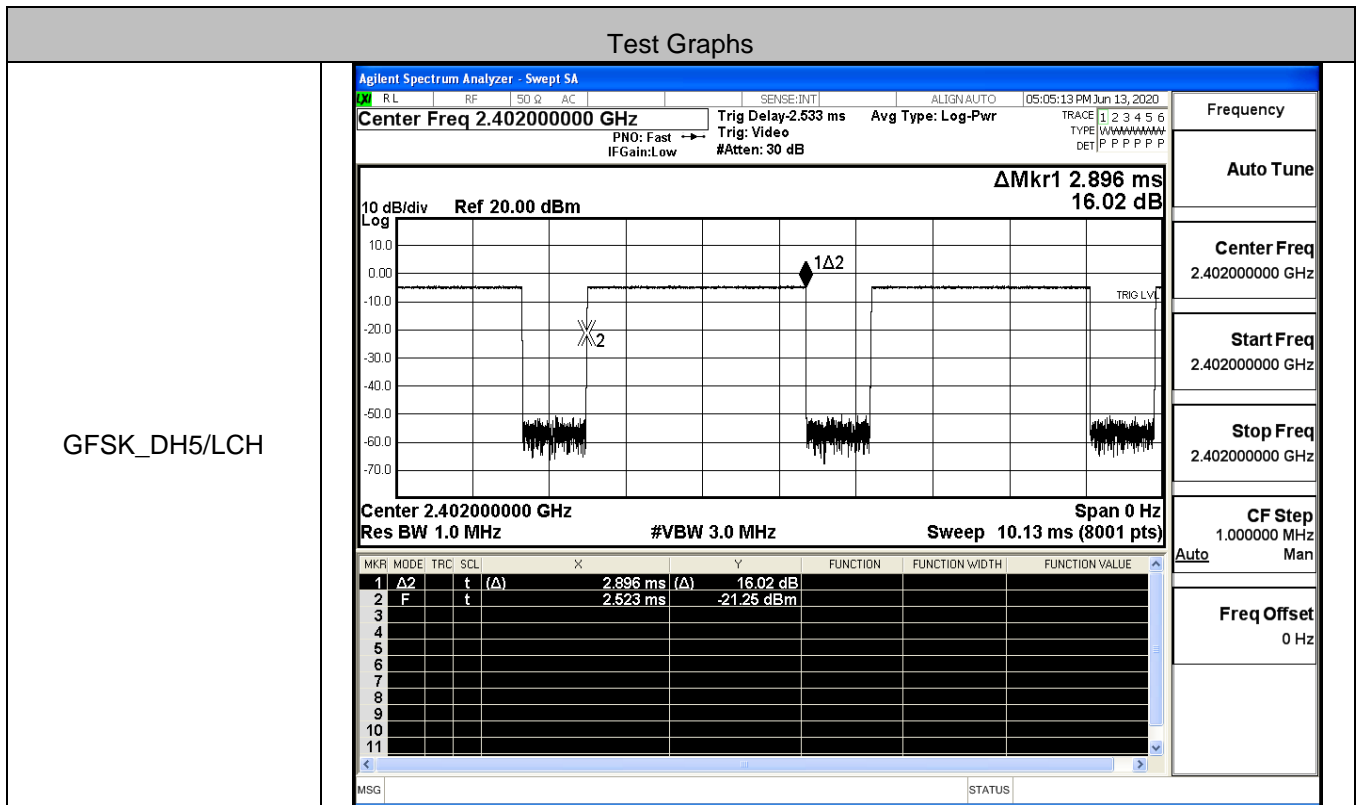 Test Graphs
GFSK_DH5/LCH
Agilent Spectrum Analyzer - Swept SA
LXI RL RF 50 Ω AC SENSE:INT ALIGN AUTO 05:05:13 PM Jun 13, 2020
Center Freq 2.402000000 GHz
PNO: Fast
IFGain:Low
Trig Delay-2.533 ms
Trig: Video
#Atten: 30 dB
Avg Type: Log-Pwr
TRACE 1 2 3 4 5 6
TYPE WWWWWWW
DET P P P P P P
ΔMkr1 2.896 ms
16.02 dB
10 dB/div Ref 20.00 dBm
Log
10.0
0.00
-10.0
-20.0
-30.0
-40.0
-50.0
-60.0
-70.0
1Δ2
2
TRIG LVL
Center 2.402000000 GHz Span 0 Hz
Res BW 1.0 MHz #VBW 3.0 MHz Sweep 10.13 ms (8001 pts)
MKR MODE TRC SCL X Y FUNCTION FUNCTION WIDTH FUNCTION VALUE
1 Δ2 t (Δ) 2.896 ms (Δ) 16.02 dB
2 F t 2.523 ms -21.25 dBm
3
4
5
6
7
8
9
10
11
MSG STATUS
Frequency
Auto Tune
Center Freq
2.402000000 GHz
Start Freq
2.402000000 GHz
Stop Freq
2.402000000 GHz
CF Step
1.000000 MHz
Auto Man
Freq Offset
0 Hz